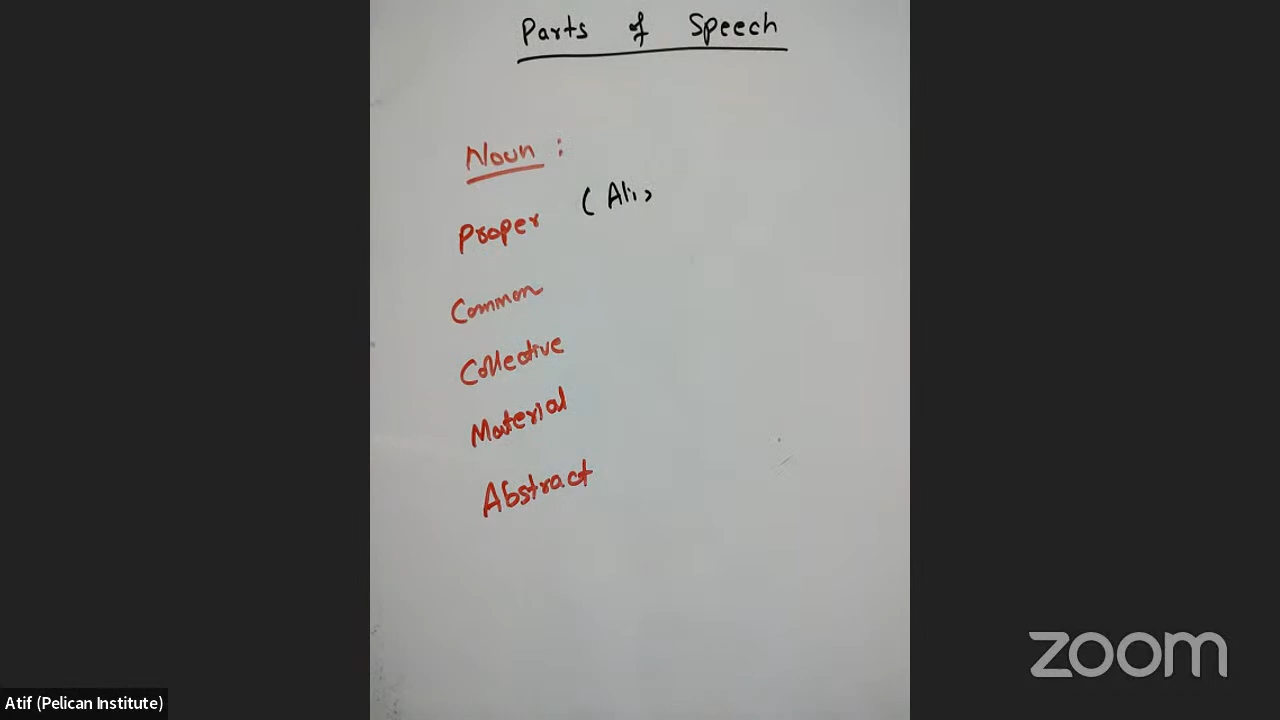 Parts of Speech
Noun :
Proper (Ali,
Common
Collective
Material
Abstract
zoom
Atif (Pelican Institute)